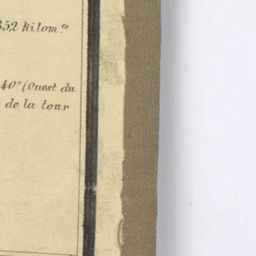 352 Kilom.ª
40" (Ouest du
de la tour